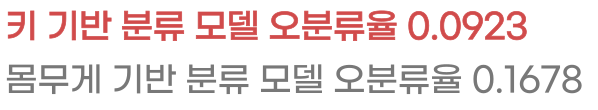 키 기반 분류 모델 오분류율 0.0923
몸무게 기반 분류 모델 오분류율 0.1678